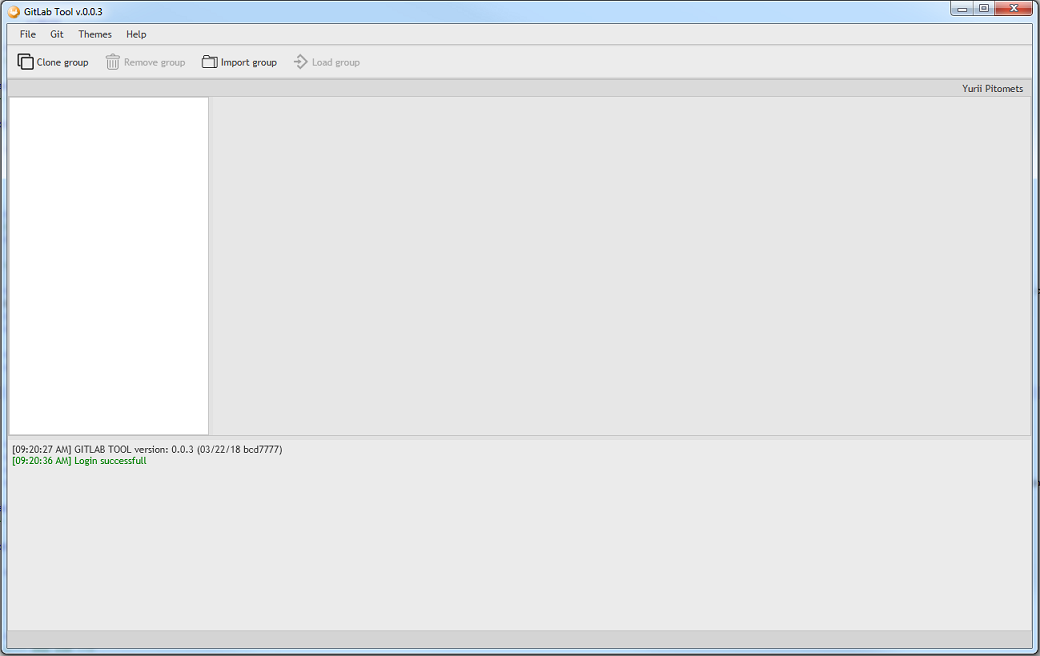 GitLab Tool v.0.0.3
File Git Themes Help
Clone group Remove group Import group Load group
Yurii Pitomets
[09:20:27 AM] GITLAB TOOL version: 0.0.3 (03/22/18 bcd7777)
[09:20:36 AM] Login successfull